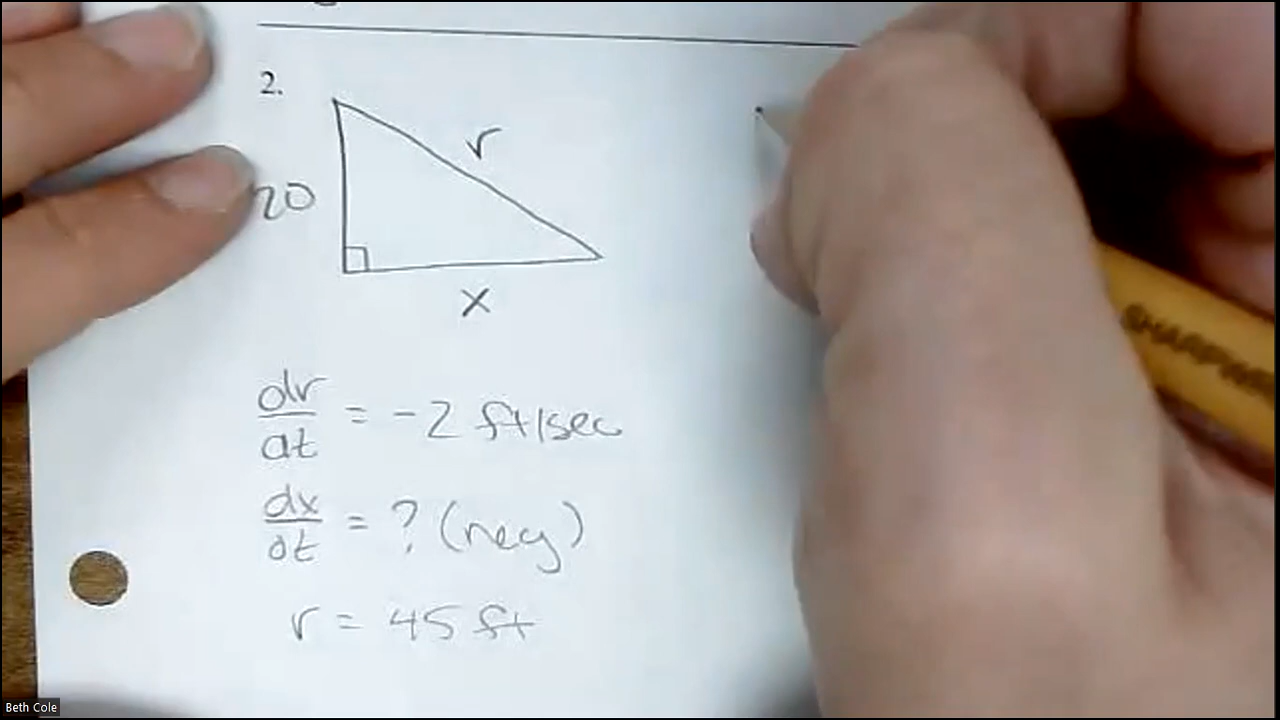 2.
r
20
x
dr/dt = -2 ft/sec
dx/dt = ? (neg)
r = 45 ft
Beth Cole